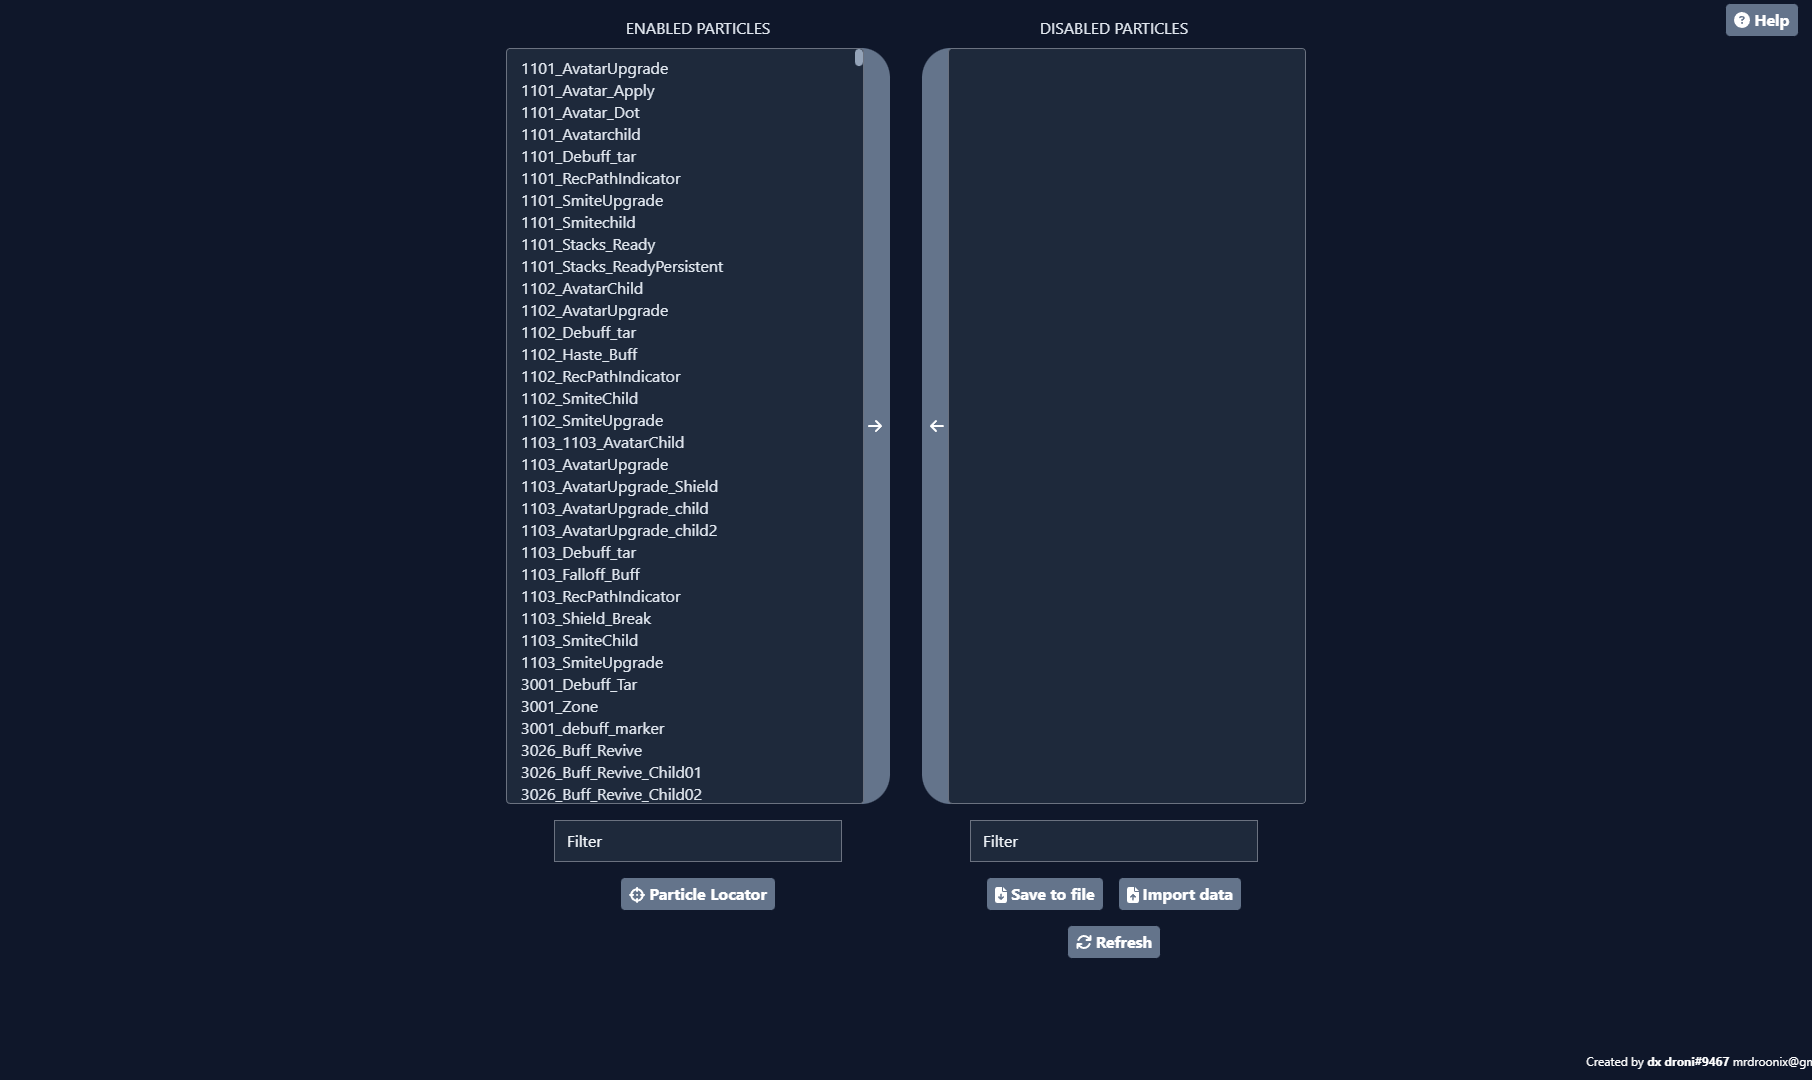 Help
ENABLED PARTICLES
1101_AvatarUpgrade
1101_Avatar_Apply
1101_Avatar_Dot
1101_Avatarchild
1101_Debuff_tar
1101_RecPathIndicator
1101_SmiteUpgrade
1101_Smitechild
1101_Stacks_Ready
1101_Stacks_ReadyPersistent
1102_AvatarChild
1102_AvatarUpgrade
1102_Debuff_tar
1102_Haste_Buff
1102_RecPathIndicator
1102_SmiteChild
1102_SmiteUpgrade
1103_1103_AvatarChild
1103_AvatarUpgrade
1103_AvatarUpgrade_Shield
1103_AvatarUpgrade_child
1103_AvatarUpgrade_child2
1103_Debuff_tar
1103_Falloff_Buff
1103_RecPathIndicator
1103_Shield_Break
1103_SmiteChild
1103_SmiteUpgrade
3001_Debuff_Tar
3001_Zone
3001_debuff_marker
3026_Buff_Revive
3026_Buff_Revive_Child01
3026_Buff_Revive_Child02
Filter
Particle Locator
DISABLED PARTICLES
Filter
Save to file
Import data
Refresh
Created by dx droni#9467 mrdroonix@gm